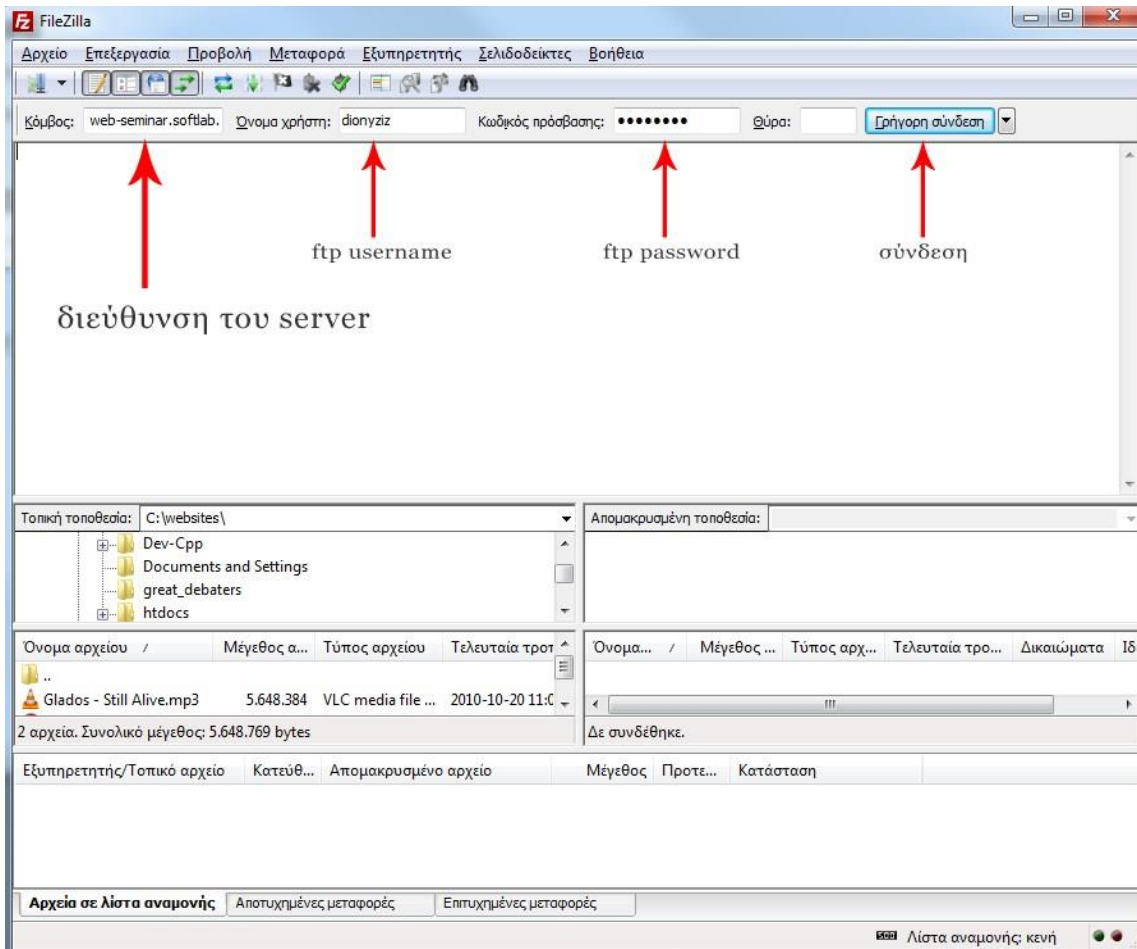 FileZilla
Αρχείο Επεξεργασία Προβολή Μεταφορά Εξυπηρετητής Σελιδοδείκτες Βοήθεια
Κόμβος: web-seminar.softlab. Όνομα χρήστη: dionyziz Κωδικός πρόσβασης: •••••••• Θύρα: Γρήγορη σύνδεση
ftp username ftp password σύνδεση
διεύθυνση του server
Τοπική τοποθεσία: C:\websites\ Απομακρυσμένη τοποθεσία:
Dev-Cpp
Documents and Settings
great_debaters
htdocs
Όνομα αρχείου / Μέγεθος α... Τύπος αρχείου Τελευταία τροπ Όνομα... / Μέγεθος ... Τύπος αρχ... Τελευταία τρο... Δικαιώματα Ιδ
..
Glados - Still Alive.mp3 5.648.384 VLC media file ... 2010-10-20 11:0
2 αρχεία. Συνολικό μέγεθος: 5.648.769 bytes Δε συνδέθηκε.
Εξυπηρετητής/Τοπικό αρχείο Κατεύθ... Απομακρυσμένο αρχείο Μέγεθος Προτε... Κατάσταση
Αρχεία σε λίστα αναμονής Αποτυχημένες μεταφορές Επιτυχημένες μεταφορές
Λίστα αναμονής: κενή